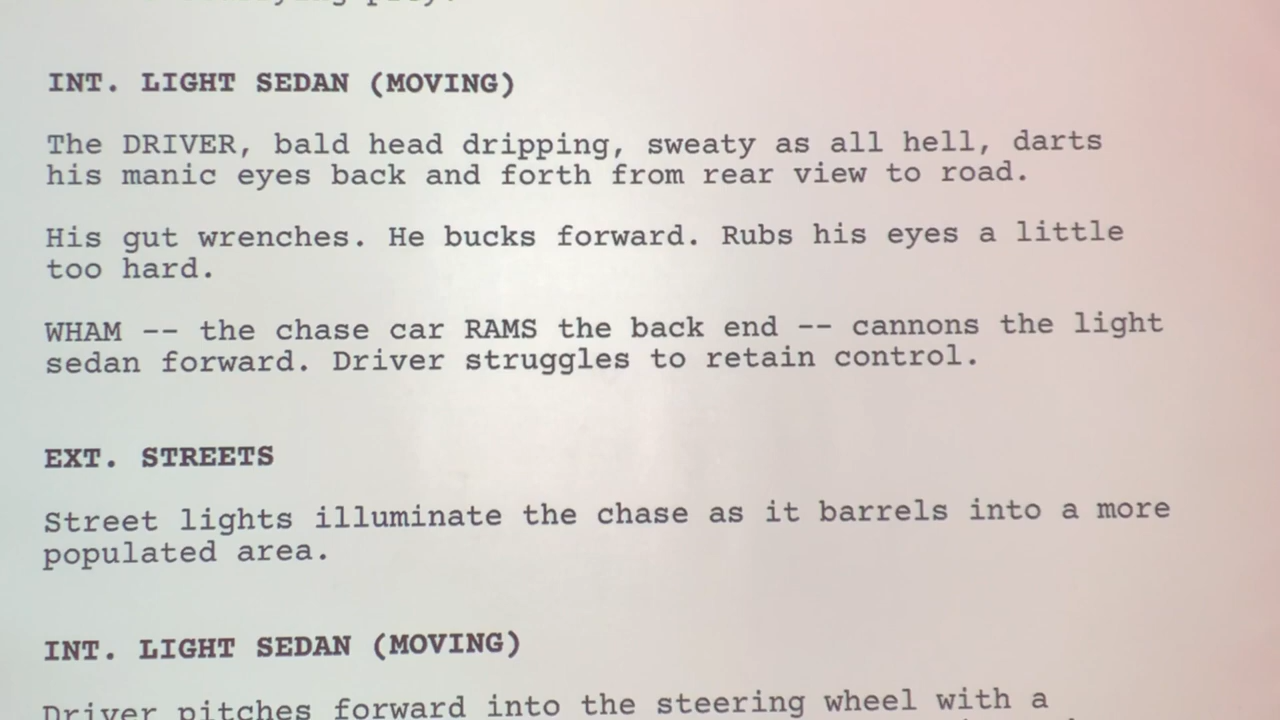 INT. LIGHT SEDAN (MOVING)
The DRIVER, bald head dripping, sweaty as all hell, darts
his manic eyes back and forth from rear view to road.
His gut wrenches. He bucks forward. Rubs his eyes a little
too hard.
WHAM -- the chase car RAMS the back end -- cannons the light
sedan forward. Driver struggles to retain control.
EXT. STREETS
Street lights illuminate the chase as it barrels into a more
populated area.
INT. LIGHT SEDAN (MOVING)
Driver pitches forward into the steering wheel with a